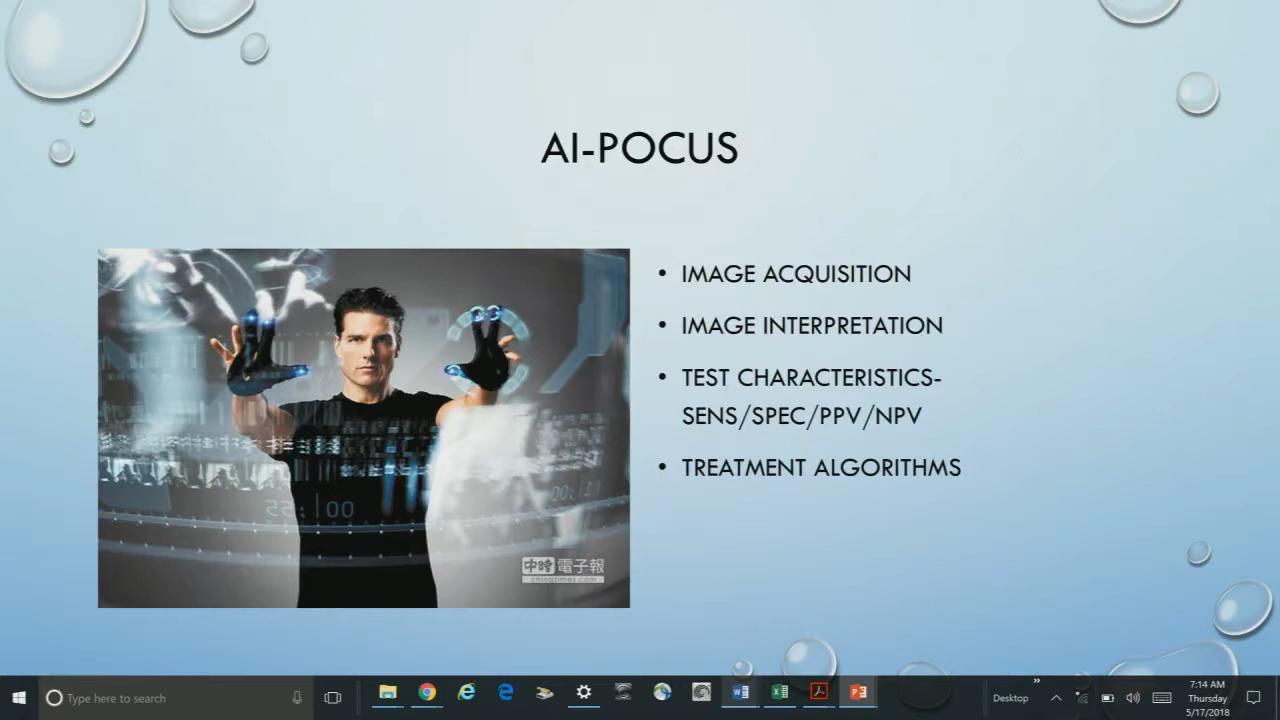 AI-POCUS
• IMAGE ACQUISITION
• IMAGE INTERPRETATION
• TEST CHARACTERISTICS-
SENS/SPEC/PPV/NPV
• TREATMENT ALGORITHMS
00
中時電子報
chinatimes.com
Type here to search
Desktop
7:14 AM
Thursday
5/17/2018